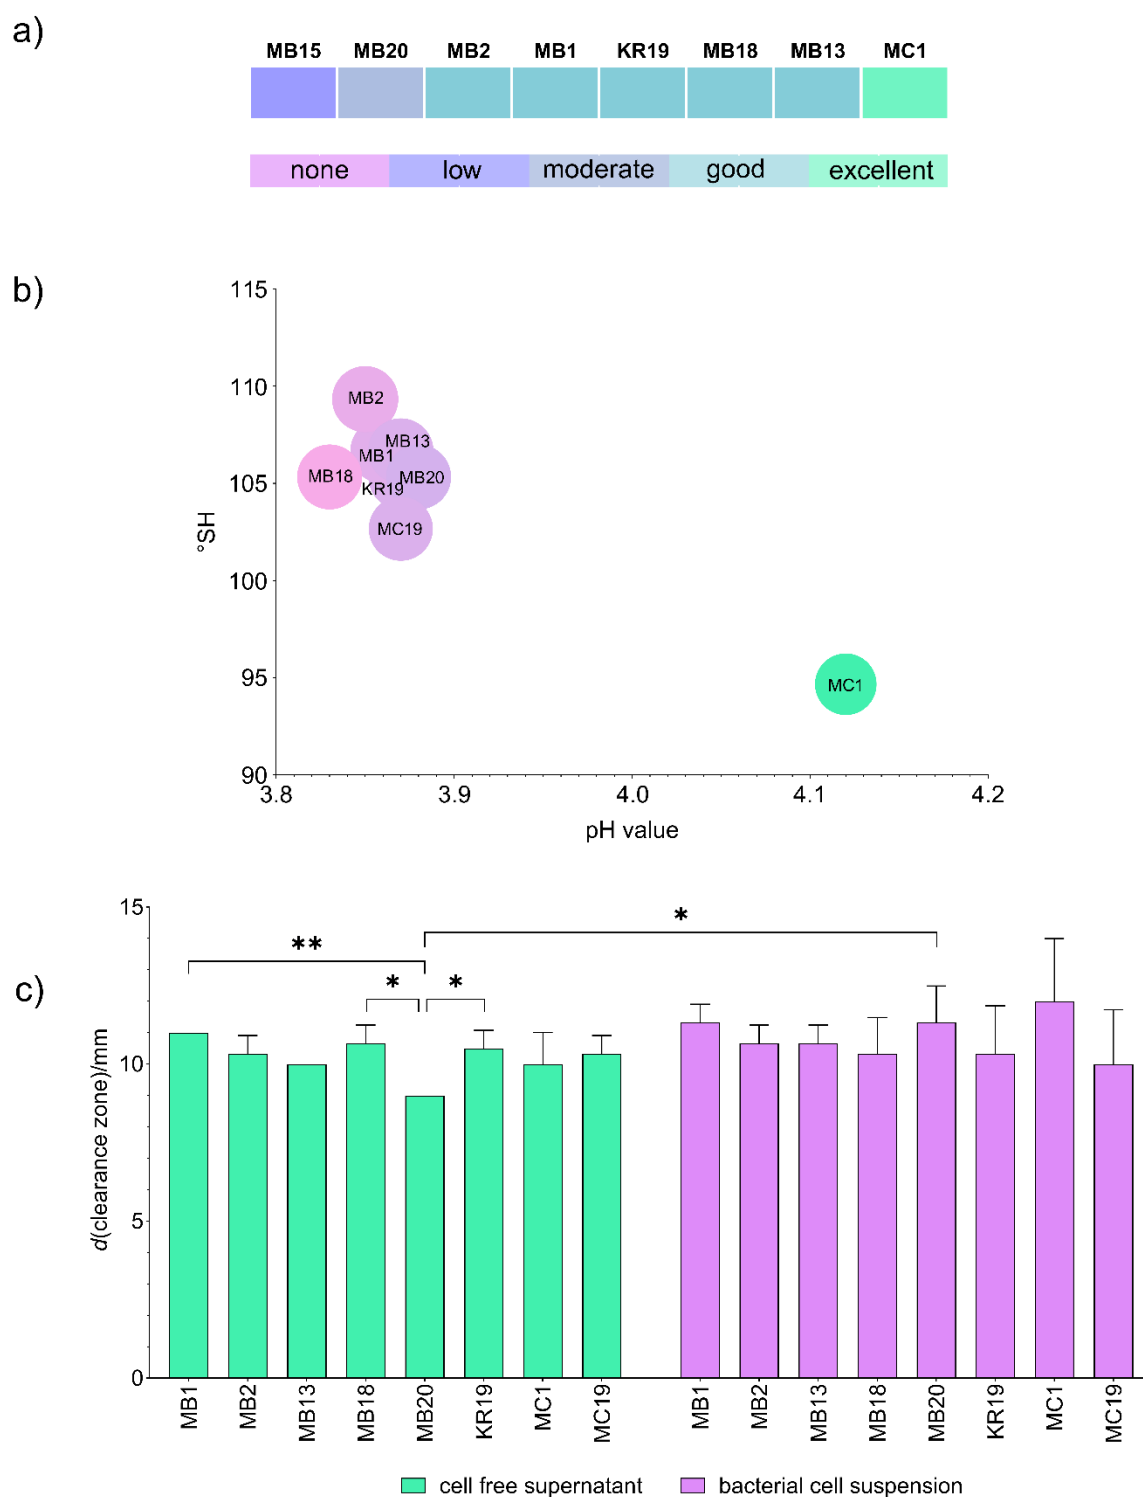 a)
MB15 MB20 MB2 MB1 KR19 MB18 MB13 MC1
none low moderate good excellent
b)
115
110
105
100
95
90
°SH
MB2
MB13
MB1
MB18
MB20
KR19
MC19
MC1
3.8 3.9 4.0 4.1 4.2
pH value
c)
15
10
5
0
d(clearance zone)/mm
** * * *
MB1 MB2 MB13 MB18 MB20 KR19 MC1 MC19 MB1 MB2 MB13 MB18 MB20 KR19 MC1 MC19
cell free supernatant bacterial cell suspension